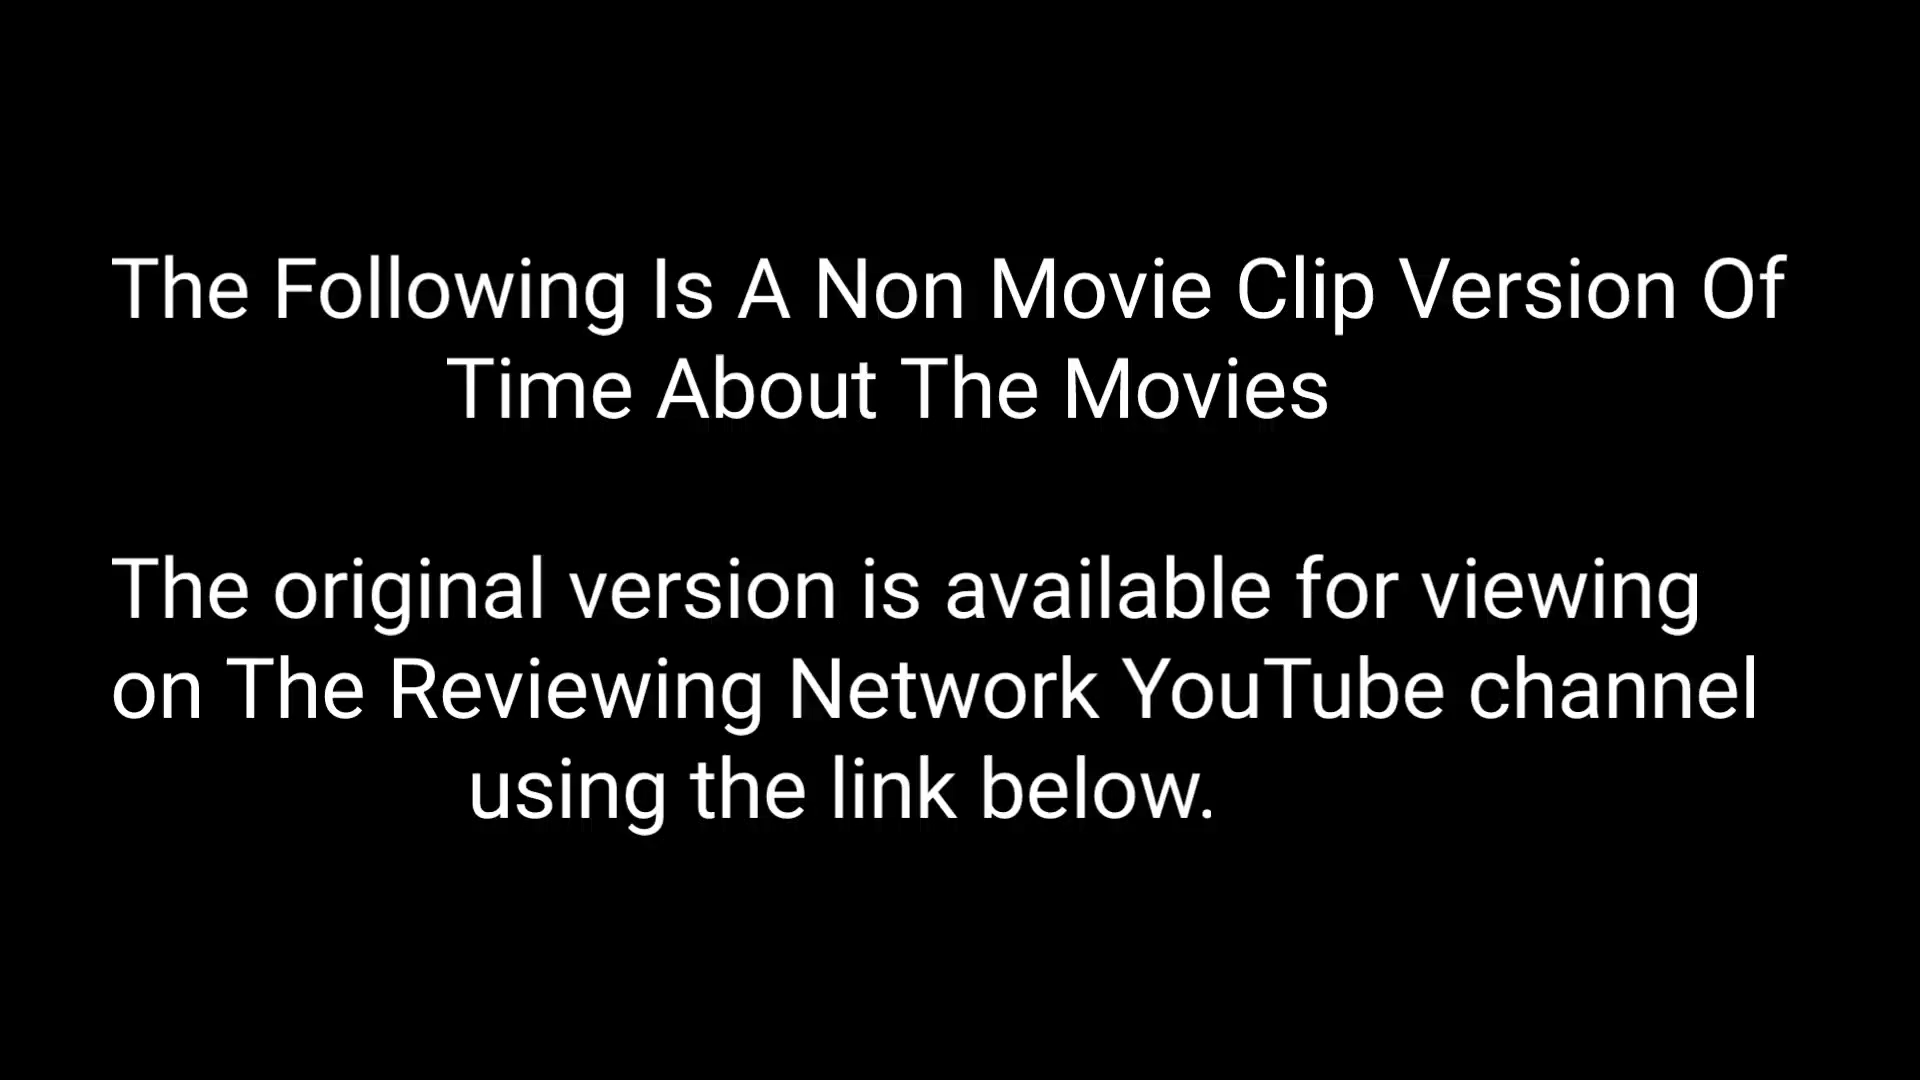 The Following Is A Non Movie Clip Version Of
Time About The Movies
The original version is available for viewing
on The Reviewing Network YouTube channel
using the link below.